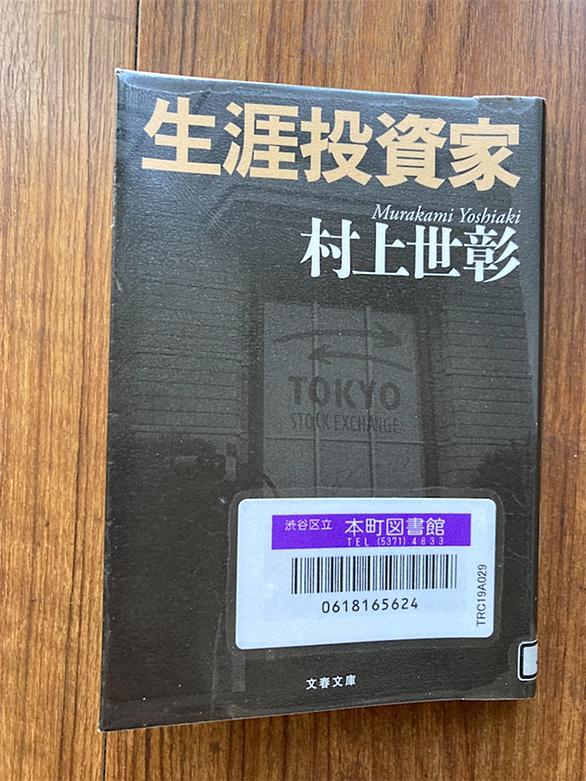 生涯投資家
Murakami Yoshiaki
村上世彰
TOKYO
STOCK EXCHANGE
渋谷区立 本町図書館
TEL (5371) 4833
0618165624
TRC19A029
文春文庫